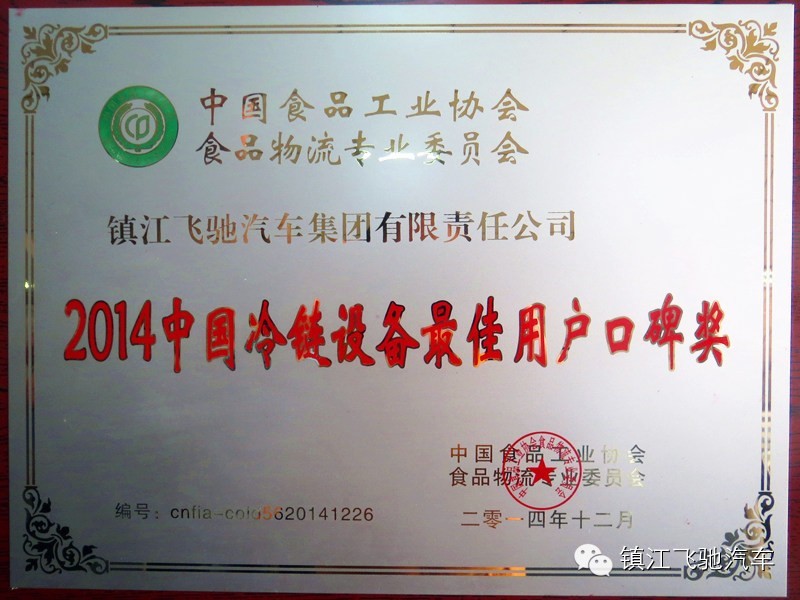 中国食品工业协会
食品物流专业委员会
镇江飞驰汽车集团有限责任公司
2014中国冷链设备最佳用户口碑奖
中国食品工业协会
食品物流专业委员会
编号：cnfia-cold5620141226
二零一四年十二月
镇江飞驰汽车